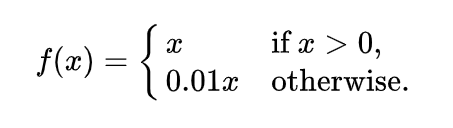 f(x) = { x if x > 0,
0.01x otherwise.